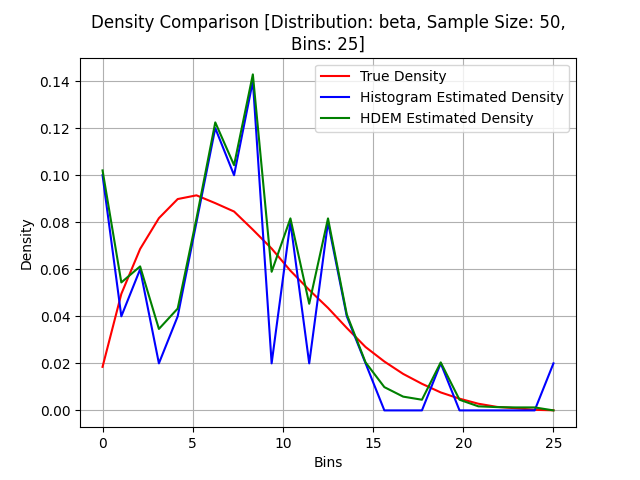 Density Comparison [Distribution: beta, Sample Size: 50,
Bins: 25]
True Density
Histogram Estimated Density
HDEM Estimated Density
Density
0.14
0.12
0.10
0.08
0.06
0.04
0.02
0.00
0 5 10 15 20 25
Bins